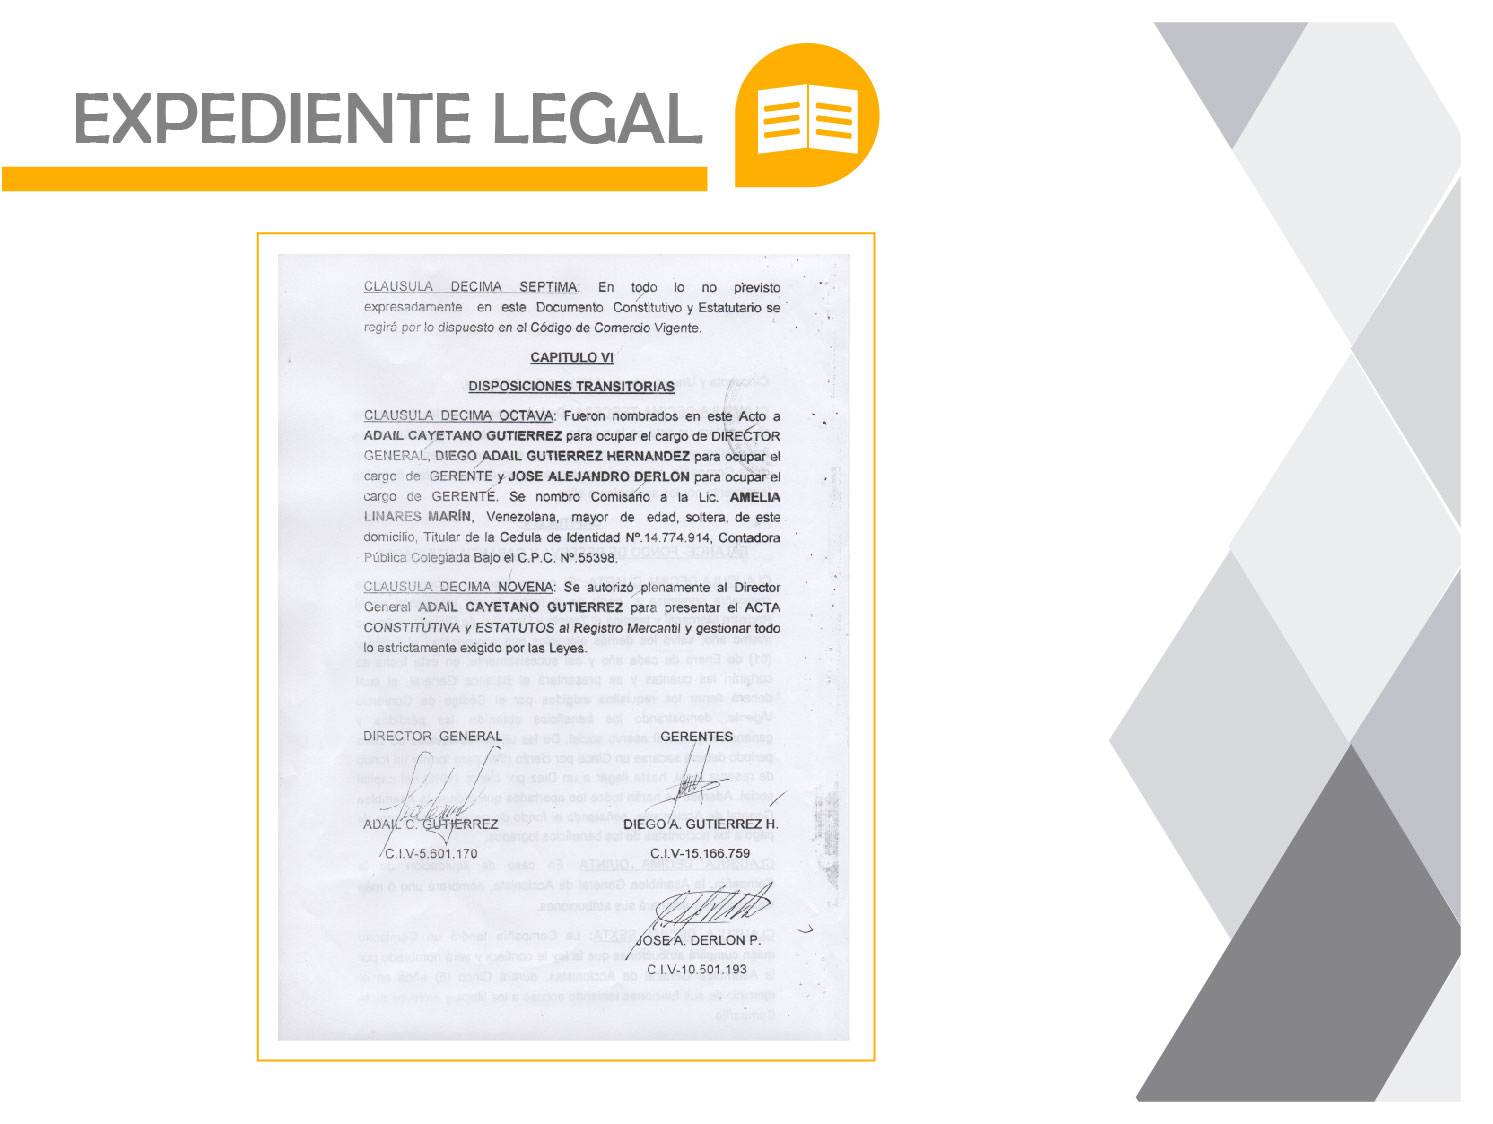 EXPEDIENTE LEGAL
CLAUSULA DECIMA SEPTIMA: En todo lo no previsto
expresadamente en este Documento Constitutivo y Estatutario se
regirá por lo dispuesto en el Código de Comercio Vigente.
CAPITULO VI
DISPOSICIONES TRANSITORIAS
CLAUSULA DECIMA OCTAVA: Fueron nombrados en este Acto a
ADAIL CAYETANO GUTIERREZ para ocupar el cargo de DIRECTOR
GENERAL, DIEGO ADAIL GUTIERREZ HERNANDEZ para ocupar el
cargo de GERENTE y JOSE ALEJANDRO DERLON para ocupar el
cargo de GERENTE. Se nombro Comisario a la Lic. AMELIA
LINARES MARÍN, Venezolana, mayor de edad, soltera, de este
domicilio, Titular de la Cedula de Identidad Nº.14.774.914, Contadora
Pública Colegiada Bajo el C.P.C. Nº.55398.
CLAUSULA DECIMA NOVENA: Se autorizó plenamente al Director
General ADAIL CAYETANO GUTIERREZ para presentar el ACTA
CONSTITUTIVA y ESTATUTOS al Registro Mercantil y gestionar todo
lo estrictamente exigido por las Leyes.
DIRECTOR GENERAL GERENTES
ADAIL C. GUTIERREZ DIEGO A. GUTIERREZ H.
C.I.V-5.601.170 C.I.V-15.166.759
JOSE A. DERLON P.
C.I.V-10.501.193